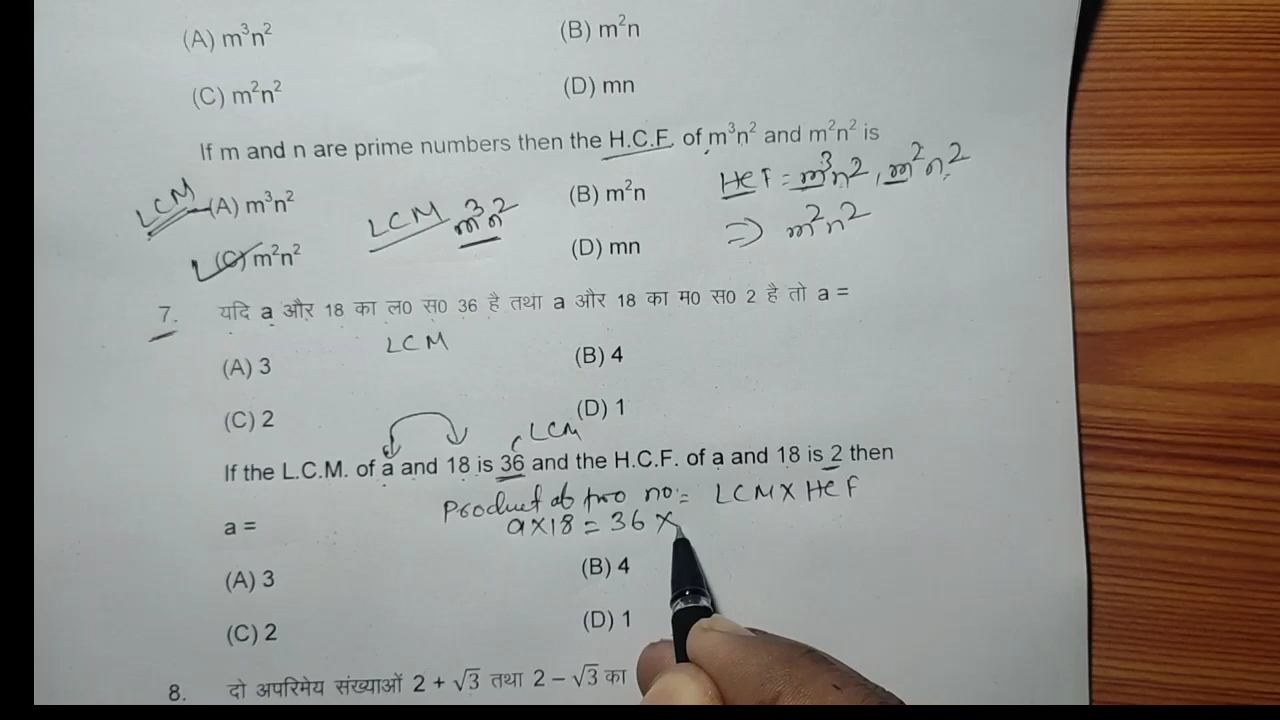 (A) m³n² (B) m²n
(C) m²n² (D) mn
If m and n are prime numbers then the H.C.F. of m³n² and m²n² is
LCM (A) m³n² LCM m³n² (B) m²n HCF = m³n², m²n²
(C) m²n² (D) mn ⇒ m²n²
7. यदि a और 18 का ल0 स0 36 है तथा a और 18 का म0 स0 2 है तो a =
LCM
(A) 3 (B) 4
(C) 2 (D) 1
LCM
If the L.C.M. of a and 18 is 36 and the H.C.F. of a and 18 is 2 then
Product of two no. = LCM X HCF
a = a×18 = 36 ×
(A) 3 (B) 4
(C) 2 (D) 1
8. दो अपरिमेय संख्याओं 2 + √3 तथा 2 – √3 का